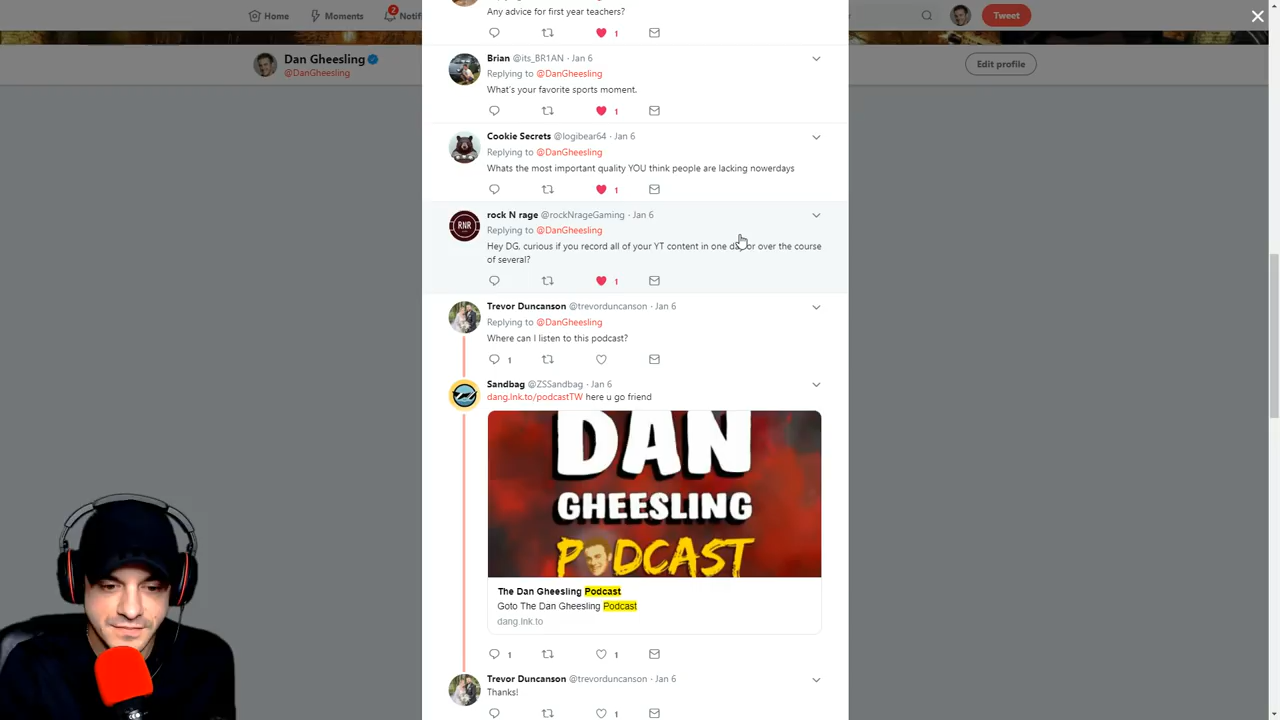 Home
Moments
Notifi
Tweet
Dan Gheesling
@DanGheesling
Edit profile
Any advice for first year teachers?
1
Brian @its_BR1AN · Jan 6
Replying to @DanGheesling
What's your favorite sports moment.
1
Cookie Secrets @logibear64 · Jan 6
Replying to @DanGheesling
Whats the most important quality YOU think people are lacking nowerdays
1
RNR
rock N rage @rockNrageGaming · Jan 6
Replying to @DanGheesling
Hey DG, curious if you record all of your YT content in one or over the course
of several?
1
Trevor Duncanson @trevorduncanson · Jan 6
Replying to @DanGheesling
Where can I listen to this podcast?
1
Sandbag @ZSSandbag · Jan 6
dang.lnk.to/podcastTW here u go friend
DAN
GHEESLING
PODCAST
The Dan Gheesling Podcast
Goto The Dan Gheesling Podcast
dang.lnk.to
1 1
Trevor Duncanson @trevorduncanson · Jan 6
Thanks!
1